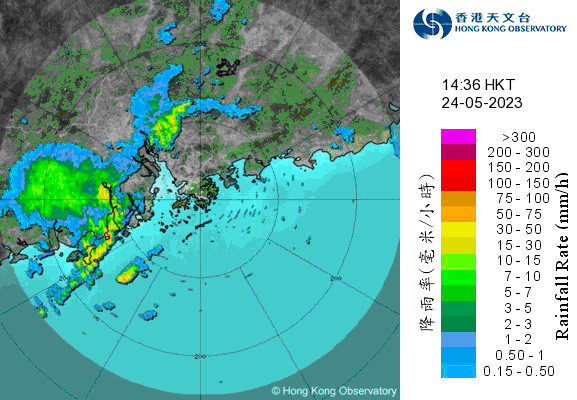 香港天文台
HONG KONG OBSERVATORY
14:36 HKT
24-05-2023
>300
200 - 300
150 - 200
100 - 150
75 - 100
50 - 75
30 - 50
15 - 30
10 - 15
7 - 10
5 - 7
3 - 5
2 - 3
1 - 2
0.50 - 1
0.15 - 0.50
降雨率(毫米/小時)
Rainfall Rate (mm/h)
200
200
200
© Hong Kong Observatory